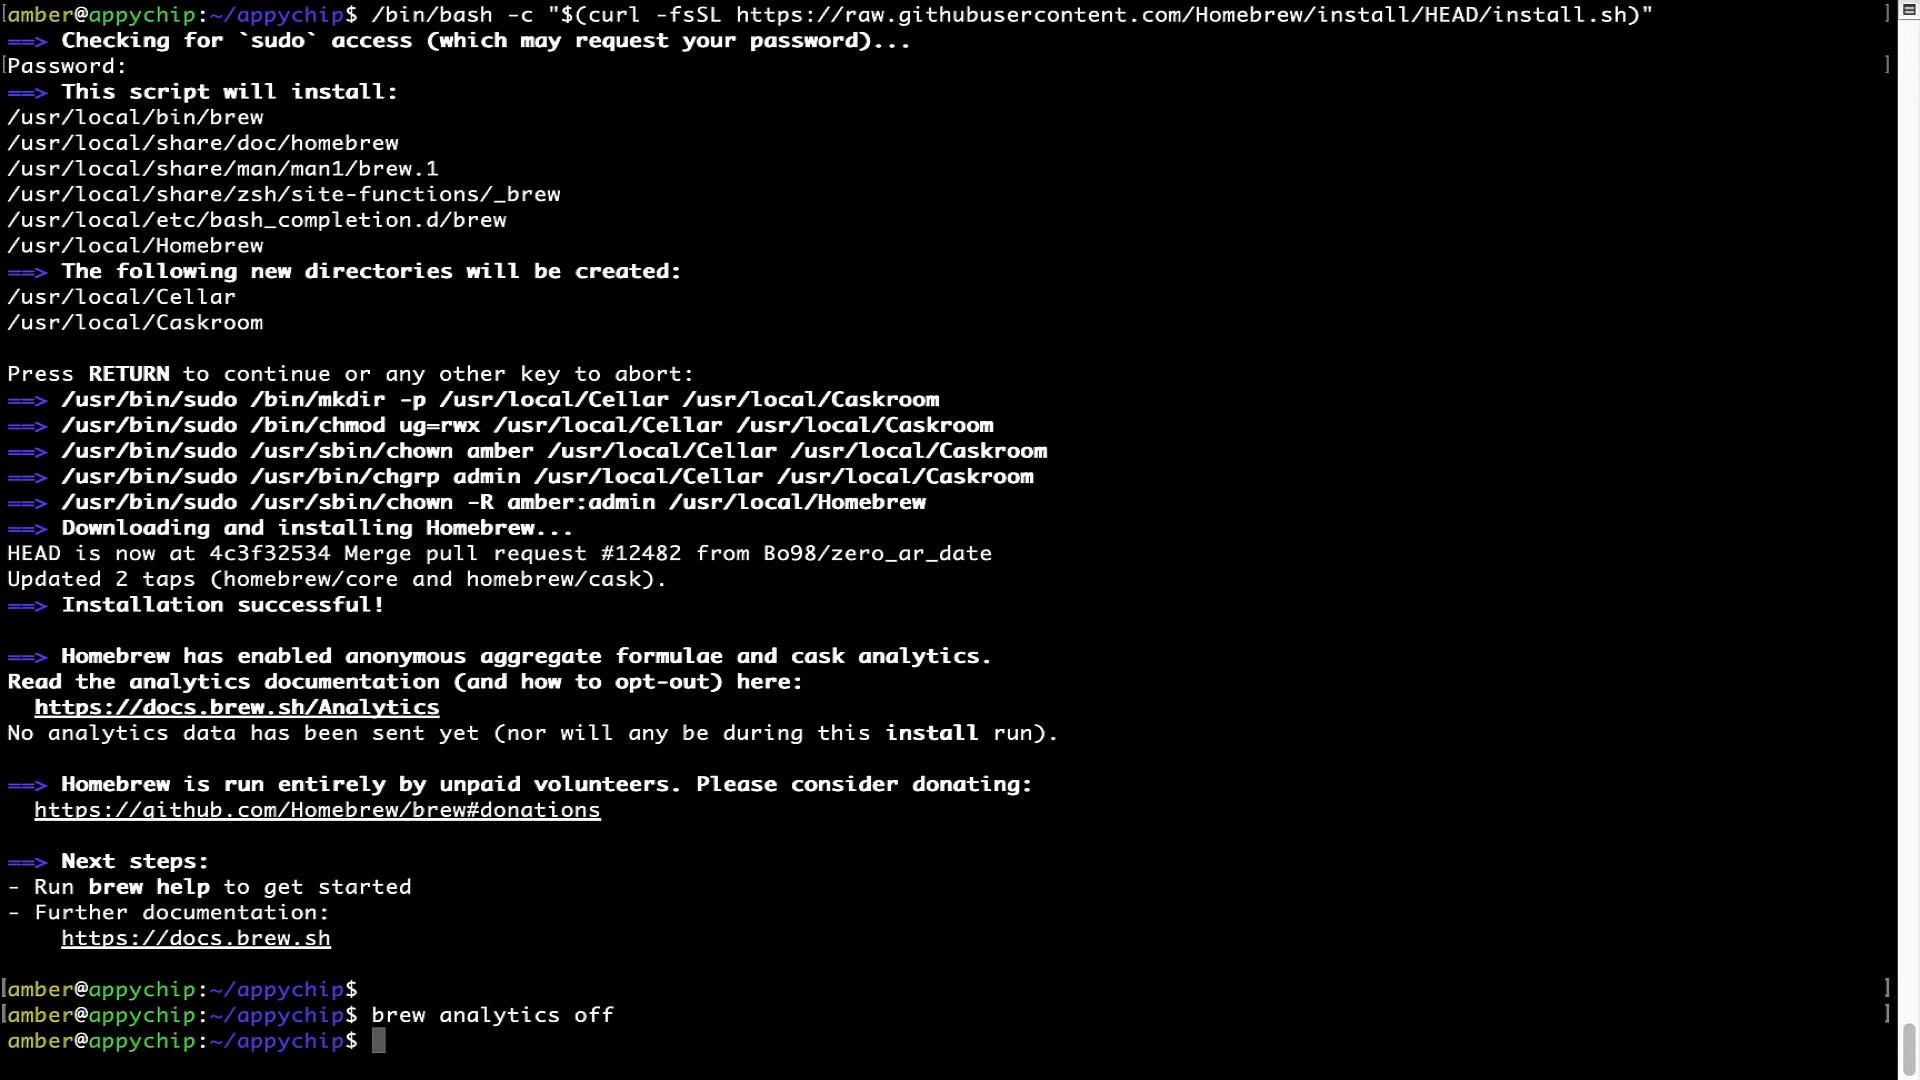 amber@appychip:~/appychip$ /bin/bash -c "$(curl -fsSL https://raw.githubusercontent.com/Homebrew/install/HEAD/install.sh)"
==> Checking for `sudo` access (which may request your password)...
Password:
==> This script will install:
/usr/local/bin/brew
/usr/local/share/doc/homebrew
/usr/local/share/man/man1/brew.1
/usr/local/share/zsh/site-functions/_brew
/usr/local/etc/bash_completion.d/brew
/usr/local/Homebrew
==> The following new directories will be created:
/usr/local/Cellar
/usr/local/Caskroom
Press RETURN to continue or any other key to abort:
==> /usr/bin/sudo /bin/mkdir -p /usr/local/Cellar /usr/local/Caskroom
==> /usr/bin/sudo /bin/chmod ug=rwx /usr/local/Cellar /usr/local/Caskroom
==> /usr/bin/sudo /usr/sbin/chown amber /usr/local/Cellar /usr/local/Caskroom
==> /usr/bin/sudo /usr/bin/chgrp admin /usr/local/Cellar /usr/local/Caskroom
==> /usr/bin/sudo /usr/sbin/chown -R amber:admin /usr/local/Homebrew
==> Downloading and installing Homebrew...
HEAD is now at 4c3f32534 Merge pull request #12482 from Bo98/zero_ar_date
Updated 2 taps (homebrew/core and homebrew/cask).
==> Installation successful!
==> Homebrew has enabled anonymous aggregate formulae and cask analytics.
Read the analytics documentation (and how to opt-out) here:
https://docs.brew.sh/Analytics
No analytics data has been sent yet (nor will any be during this install run).
==> Homebrew is run entirely by unpaid volunteers. Please consider donating:
https://github.com/Homebrew/brew#donations
==> Next steps:
- Run brew help to get started
- Further documentation:
https://docs.brew.sh
amber@appychip:~/appychip$
amber@appychip:~/appychip$ brew analytics off
amber@appychip:~/appychip$